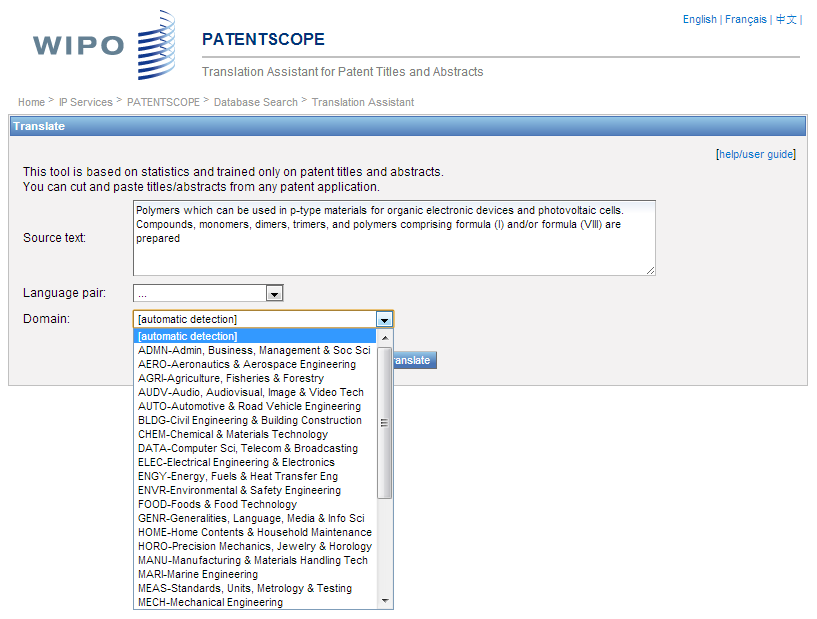 WIPO
PATENTSCOPE
English | Français | 中文 |
Translation Assistant for Patent Titles and Abstracts
Home > IP Services > PATENTSCOPE > Database Search > Translation Assistant
Translate
[help/user guide]
This tool is based on statistics and trained only on patent titles and abstracts.
You can cut and paste titles/abstracts from any patent application.
Source text:
Polymers which can be used in p-type materials for organic electronic devices and photovoltaic cells.
Compounds, monomers, dimers, trimers, and polymers comprising formula (I) and/or formula (VIII) are
prepared
Language pair:
...
Domain:
[automatic detection]
[automatic detection]
ADMN-Admin, Business, Management & Soc Sci
AERO-Aeronautics & Aerospace Engineering
ranslate
AGRI-Agriculture, Fisheries & Forestry
AUDV-Audio, Audiovisual, Image & Video Tech
AUTO-Automotive & Road Vehicle Engineering
BLDG-Civil Engineering & Building Construction
CHEM-Chemical & Materials Technology
DATA-Computer Sci, Telecom & Broadcasting
ELEC-Electrical Engineering & Electronics
ENGY-Energy, Fuels & Heat Transfer Eng
ENVR-Environmental & Safety Engineering
FOOD-Foods & Food Technology
GENR-Generalities, Language, Media & Info Sci
HOME-Home Contents & Household Maintenance
HORO-Precision Mechanics, Jewelry & Horology
MANU-Manufacturing & Materials Handling Tech
MARI-Marine Engineering
MEAS-Standards, Units, Metrology & Testing
MECH-Mechanical Engineering